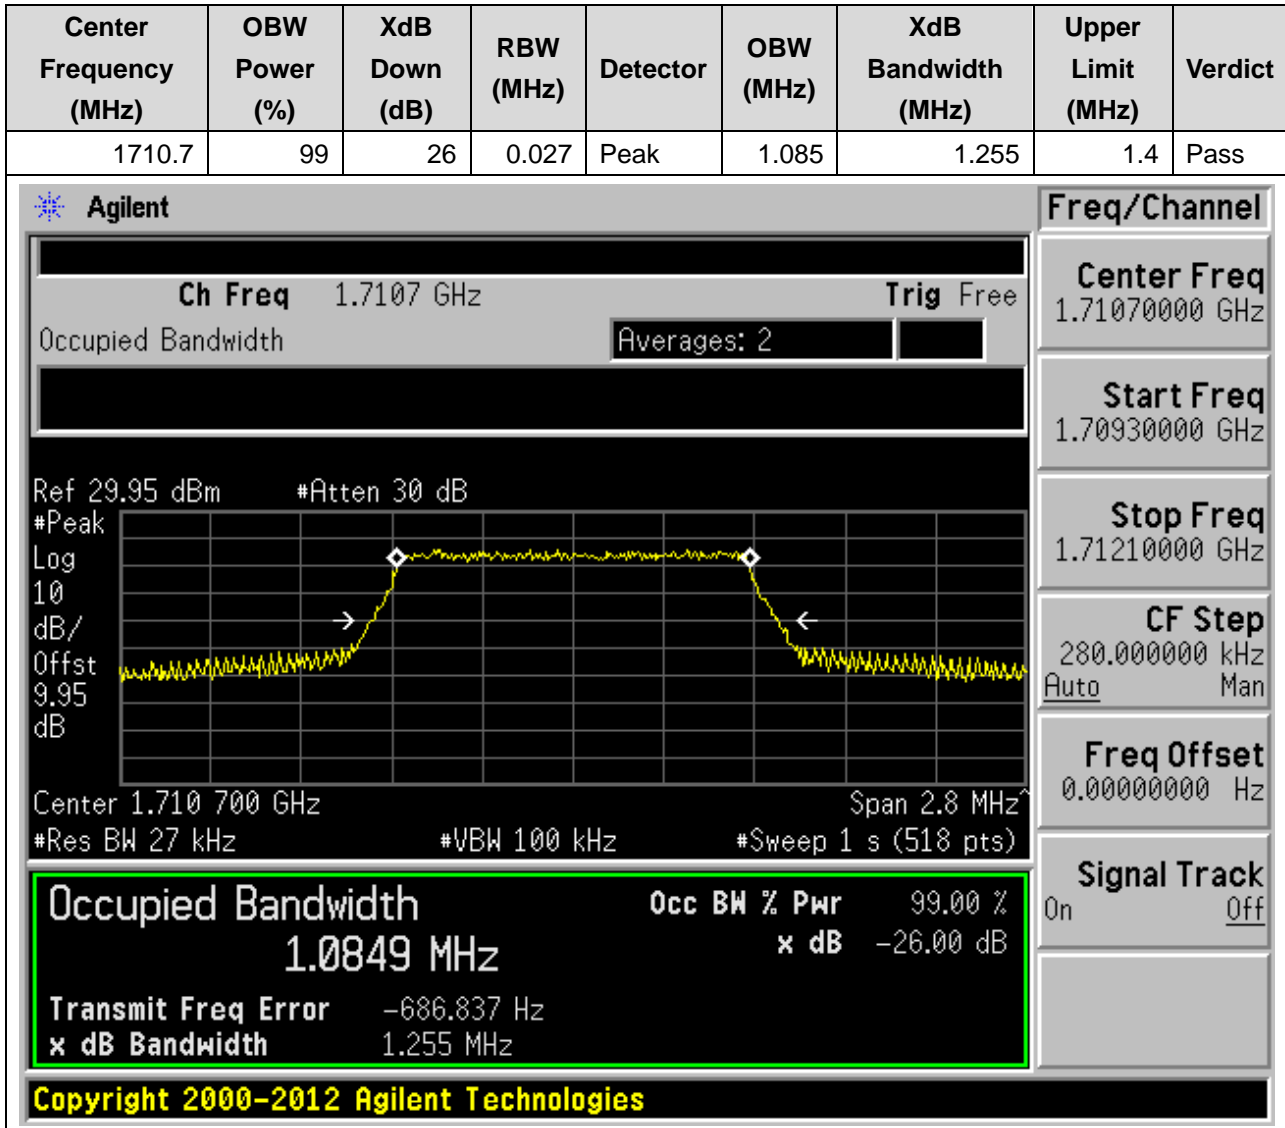 Center Frequency (MHz) OBW Power (%) XdB Down (dB) RBW (MHz) Detector OBW (MHz) XdB Bandwidth (MHz) Upper Limit (MHz) Verdict
1710.7 99 26 0.027 Peak 1.085 1.255 1.4 Pass
Agilent
Freq/Channel
Ch Freq 1.7107 GHz Trig Free
Occupied Bandwidth Averages: 2
Center Freq
1.71070000 GHz
Start Freq
1.70930000 GHz
Stop Freq
1.71210000 GHz
CF Step
280.000000 kHz
Auto Man
Freq Offset
0.00000000 Hz
Signal Track
On Off
Ref 29.95 dBm #Atten 30 dB
#Peak
Log
10
dB/
Offst
9.95
dB
Center 1.710 700 GHz Span 2.8 MHz^
#Res BW 27 kHz #VBW 100 kHz #Sweep 1 s (518 pts)
Occupied Bandwidth Occ BW % Pwr 99.00 %
1.0849 MHz x dB -26.00 dB
Transmit Freq Error -686.837 Hz
x dB Bandwidth 1.255 MHz
Copyright 2000-2012 Agilent Technologies